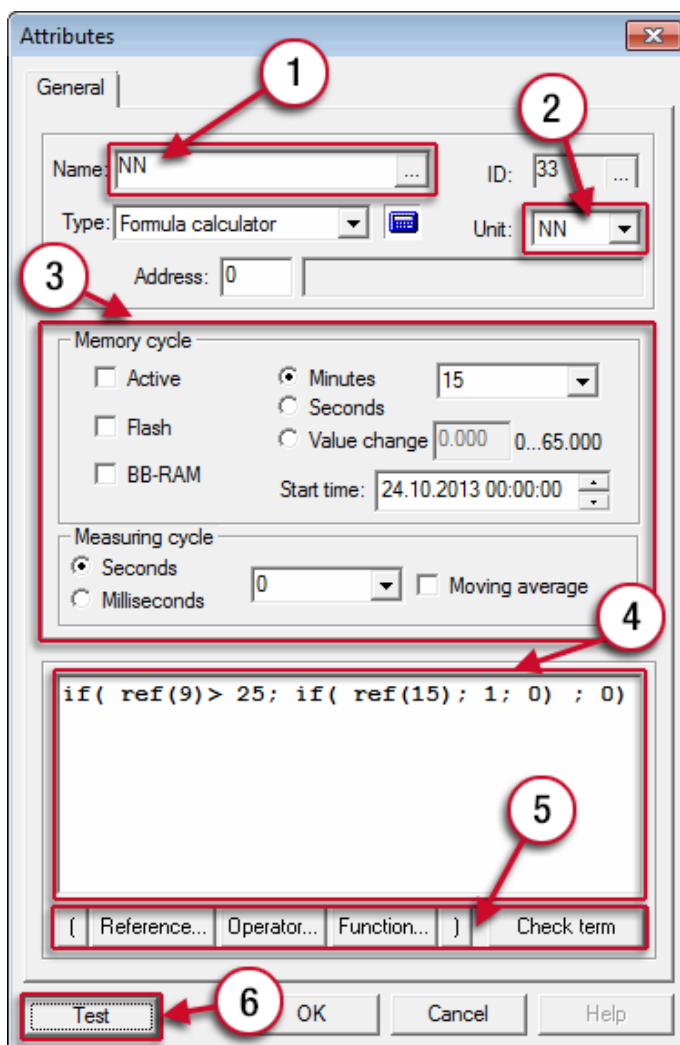 Attributes
1
General
2
Name: NN ... ID: 33 ...
Type: Formula calculator Unit: NN
3 Address: 0
Memory cycle
Active Minutes 15
Seconds
Flash
Value change 0.000 0...65.000
BB-RAM
Start time: 24.10.2013 00:00:00
Measuring cycle
Seconds
0 Moving average
Milliseconds
4
if( ref(9)> 25; if( ref(15); 1; 0) ; 0)
5
( Reference... Operator... Function... ) Check term
Test 6 OK Cancel Help